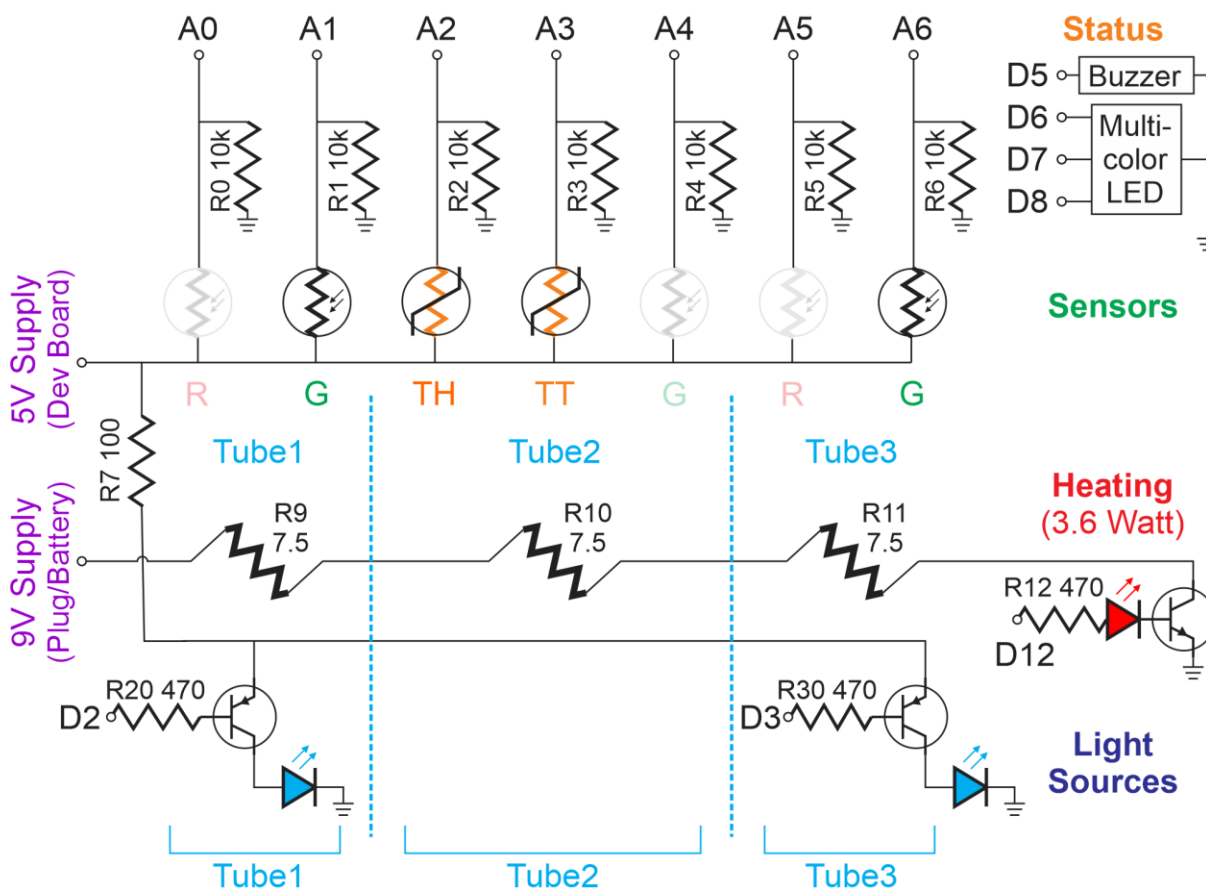 A0 A1 A2 A3 A4 A5 A6
Status
D5 Buzzer
D6
D7
D8
Multi-
color
LED
R0 10k
R1 10k
R2 10k
R3 10k
R4 10k
R5 10k
R6 10k
5V Supply
(Dev Board)
Sensors
R G TH TT G R G
Tube1 Tube2 Tube3
R7 100
9V Supply
(Plug/Battery)
R9
7.5
R10
7.5
R11
7.5
Heating
(3.6 Watt)
R12 470
D12
R20 470
D2
R30 470
D3
Light
Sources
Tube1 Tube2 Tube3